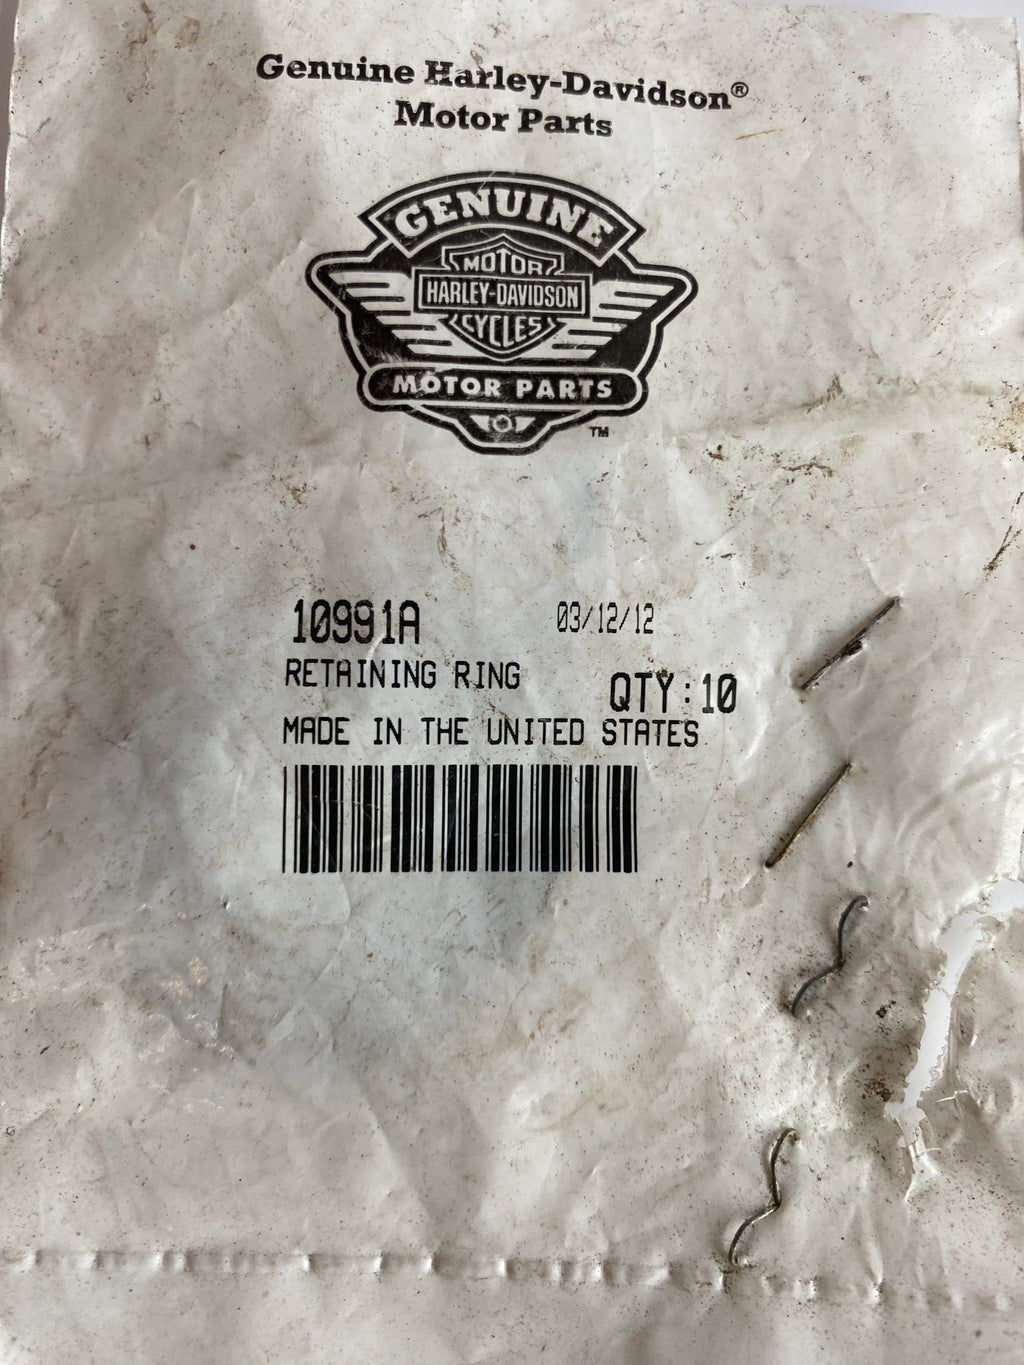 Genuine Harley-Davidson®
Motor Parts
GENUINE
MOTOR
HARLEY-DAVIDSON
CYCLES
MOTOR PARTS
TM
10991A 03/12/12
RETAINING RING
QTY:10
MADE IN THE UNITED STATES